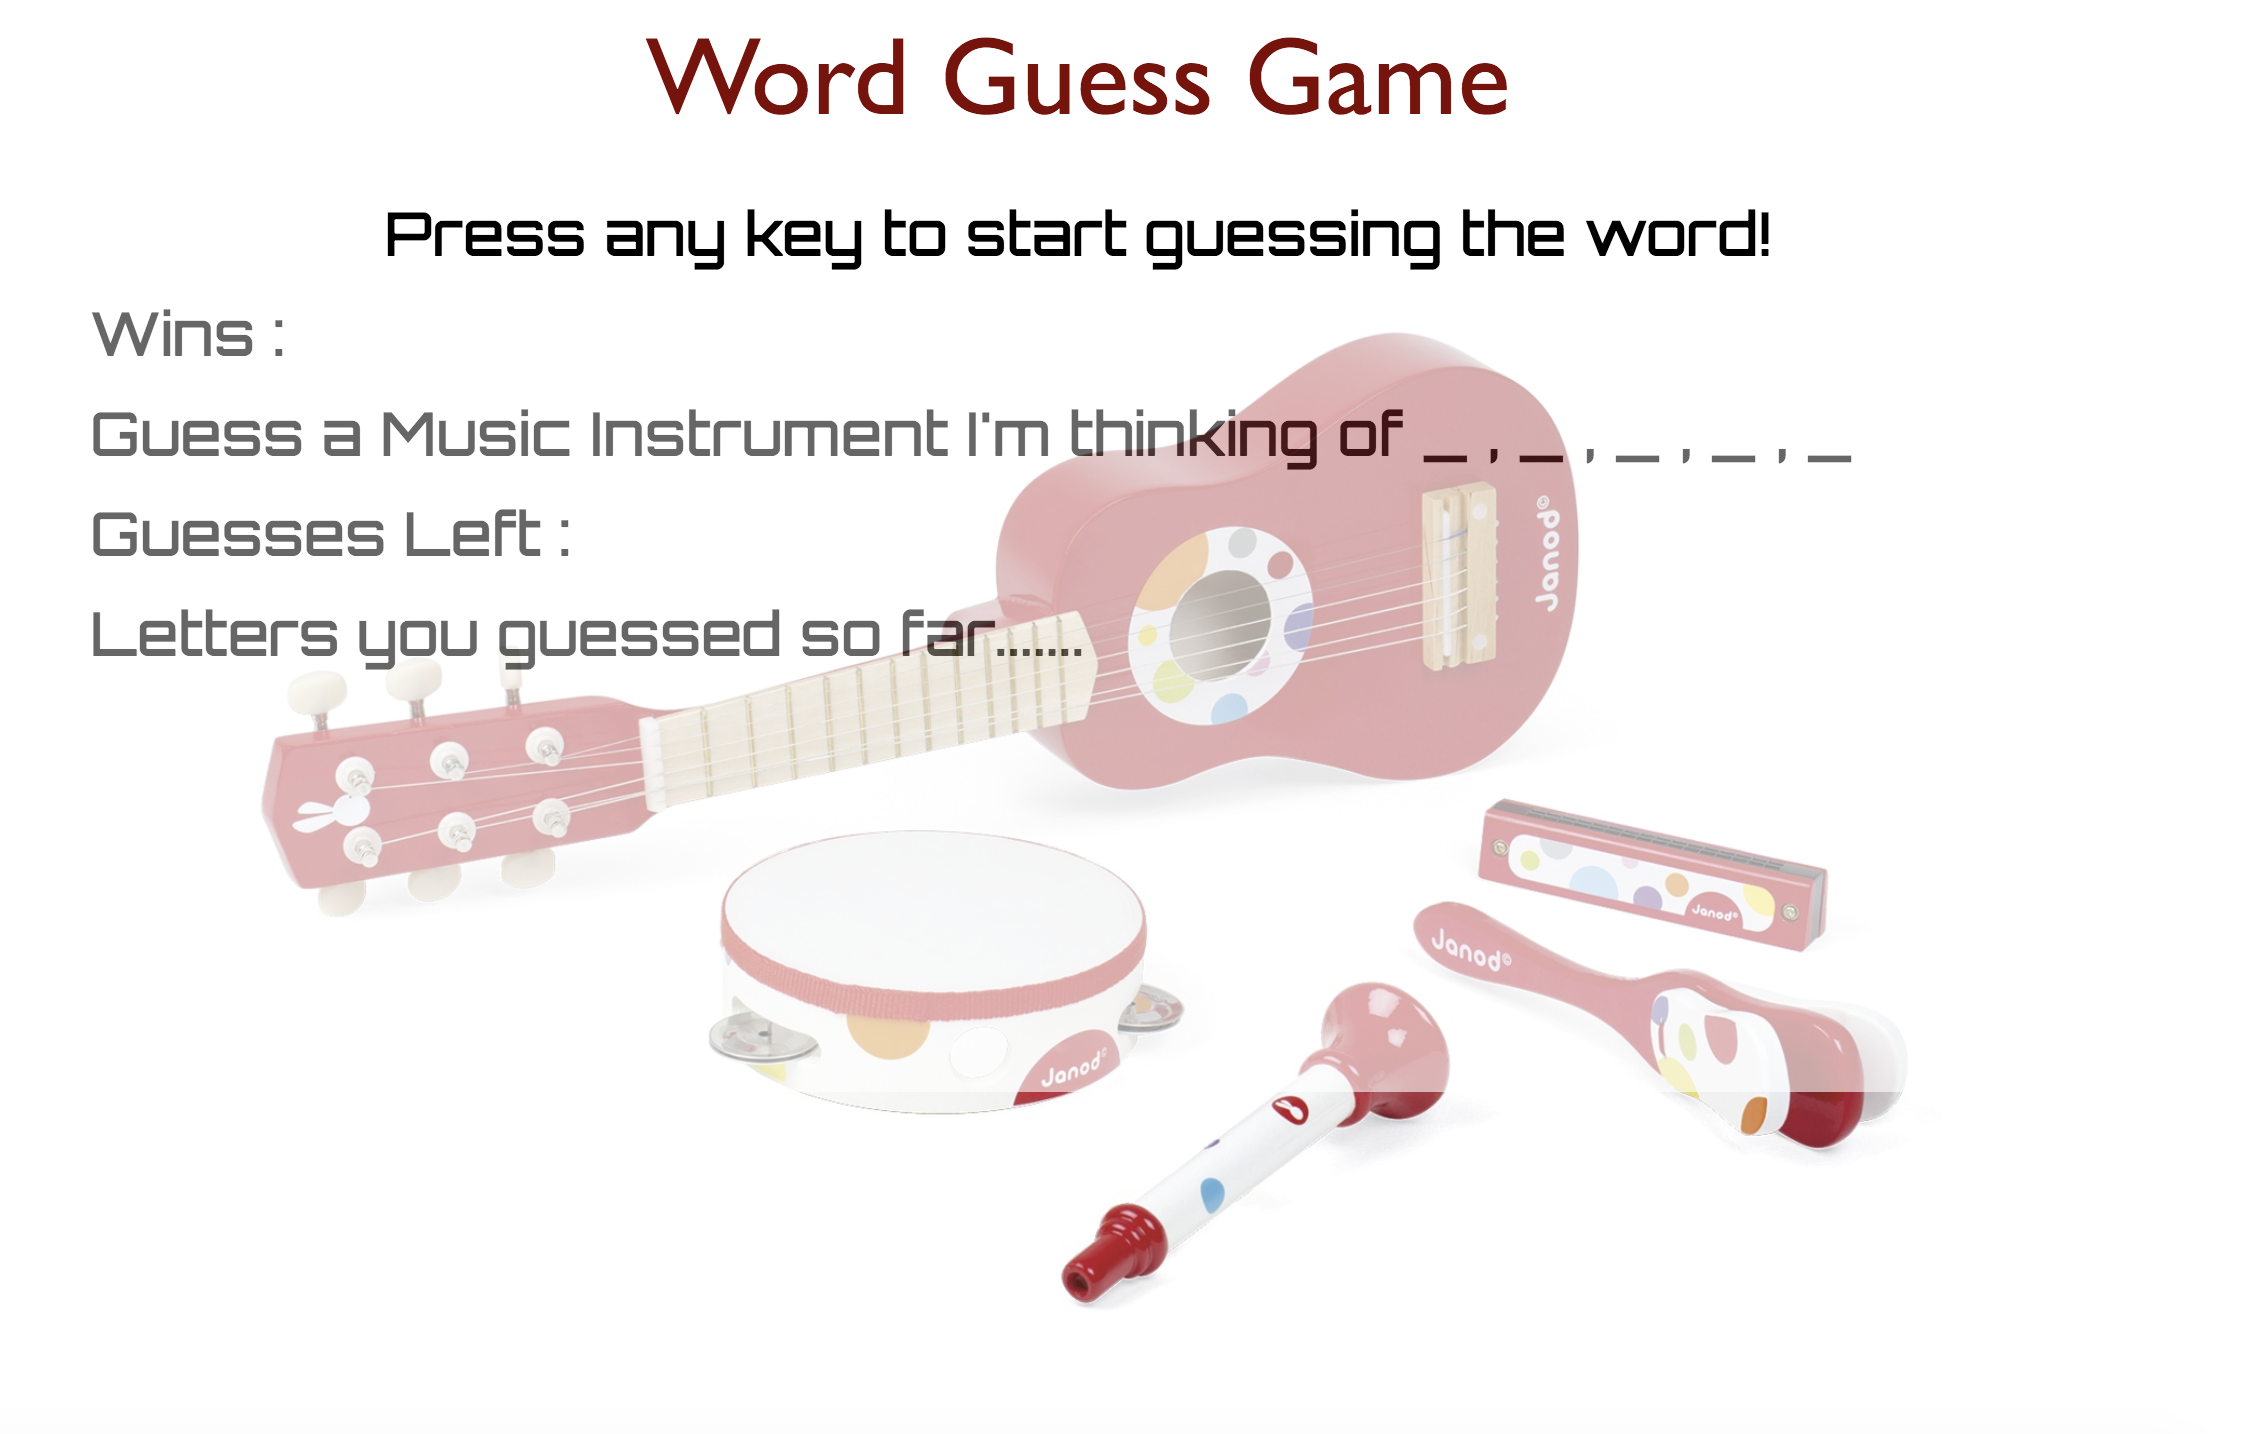 Word Guess Game
Press any key to start guessing the word!
Wins :
Guess a Music Instrument I'm thinking of _ , _ , _ , _ , _
Guesses Left :
Letters you guessed so far.......
Janod©
Janod©
Janod©
Janod©